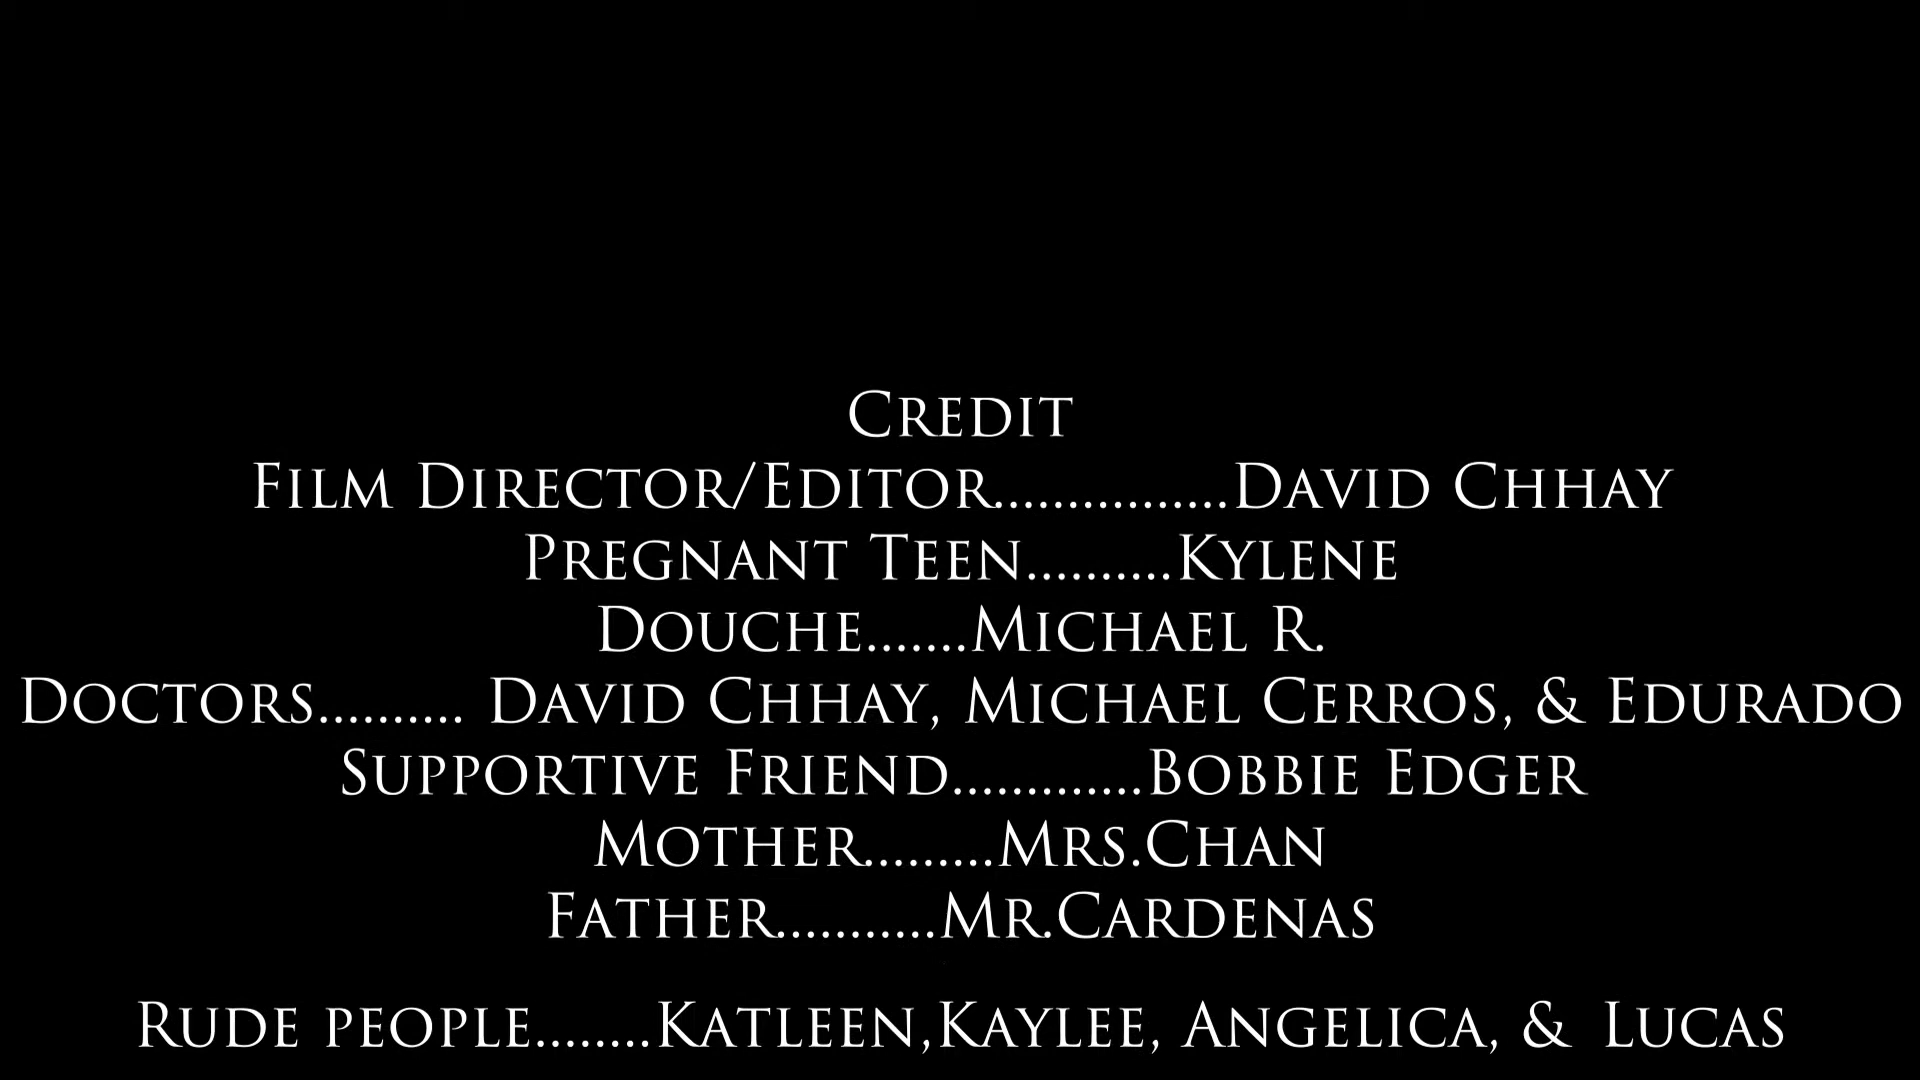 Credit
Film Director/Editor................David Chhay
Pregnant Teen..........Kylene
Douche.......Michael R.
Doctors.......... David Chhay, Michael Cerros, & Edurado
Supportive Friend.............Bobbie Edger
Mother.........Mrs.Chan
Father...........Mr.Cardenas
Rude people........Katleen,Kaylee, Angelica, & Lucas